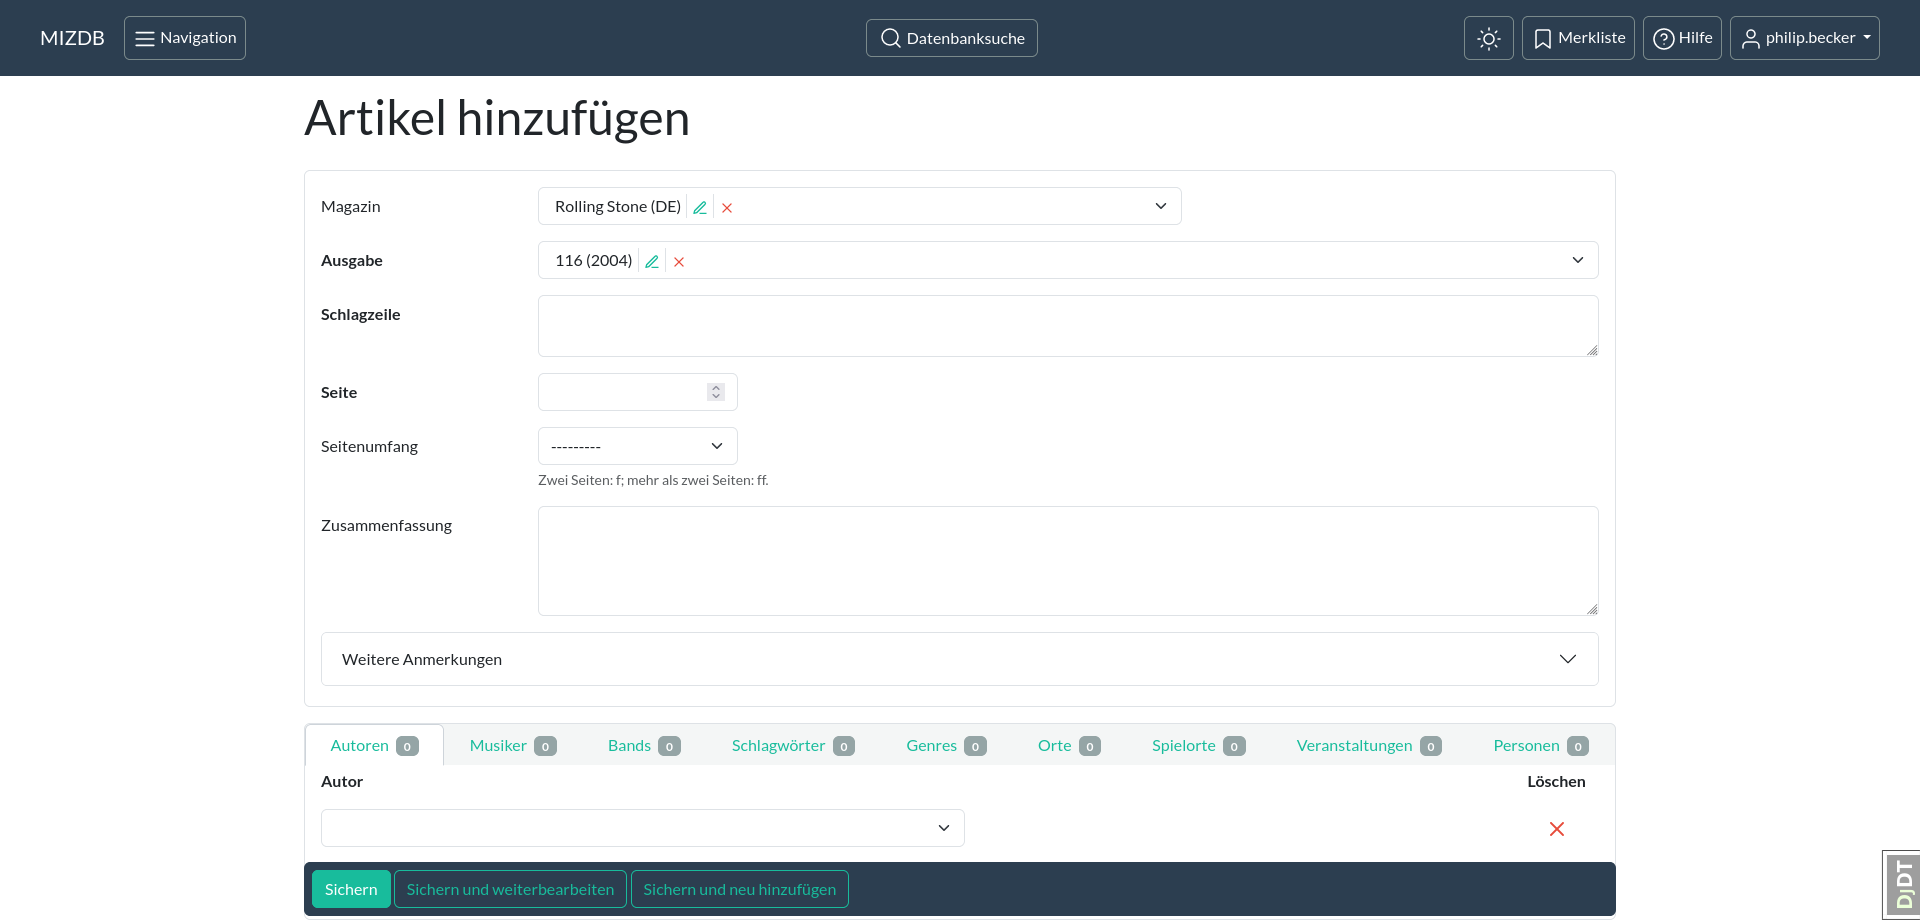 MIZDB Navigation Datenbanksuche Merkliste Hilfe philip.becker
Artikel hinzufügen
Magazin Rolling Stone (DE)
Ausgabe 116 (2004)
Schlagzeile
Seite
Seitenumfang ---------
Zwei Seiten: f; mehr als zwei Seiten: ff.
Zusammenfassung
Weitere Anmerkungen
Autoren 0 Musiker 0 Bands 0 Schlagwörter 0 Genres 0 Orte 0 Spielorte 0 Veranstaltungen 0 Personen 0
Autor Löschen
Sichern Sichern und weiterbearbeiten Sichern und neu hinzufügen
DjDT